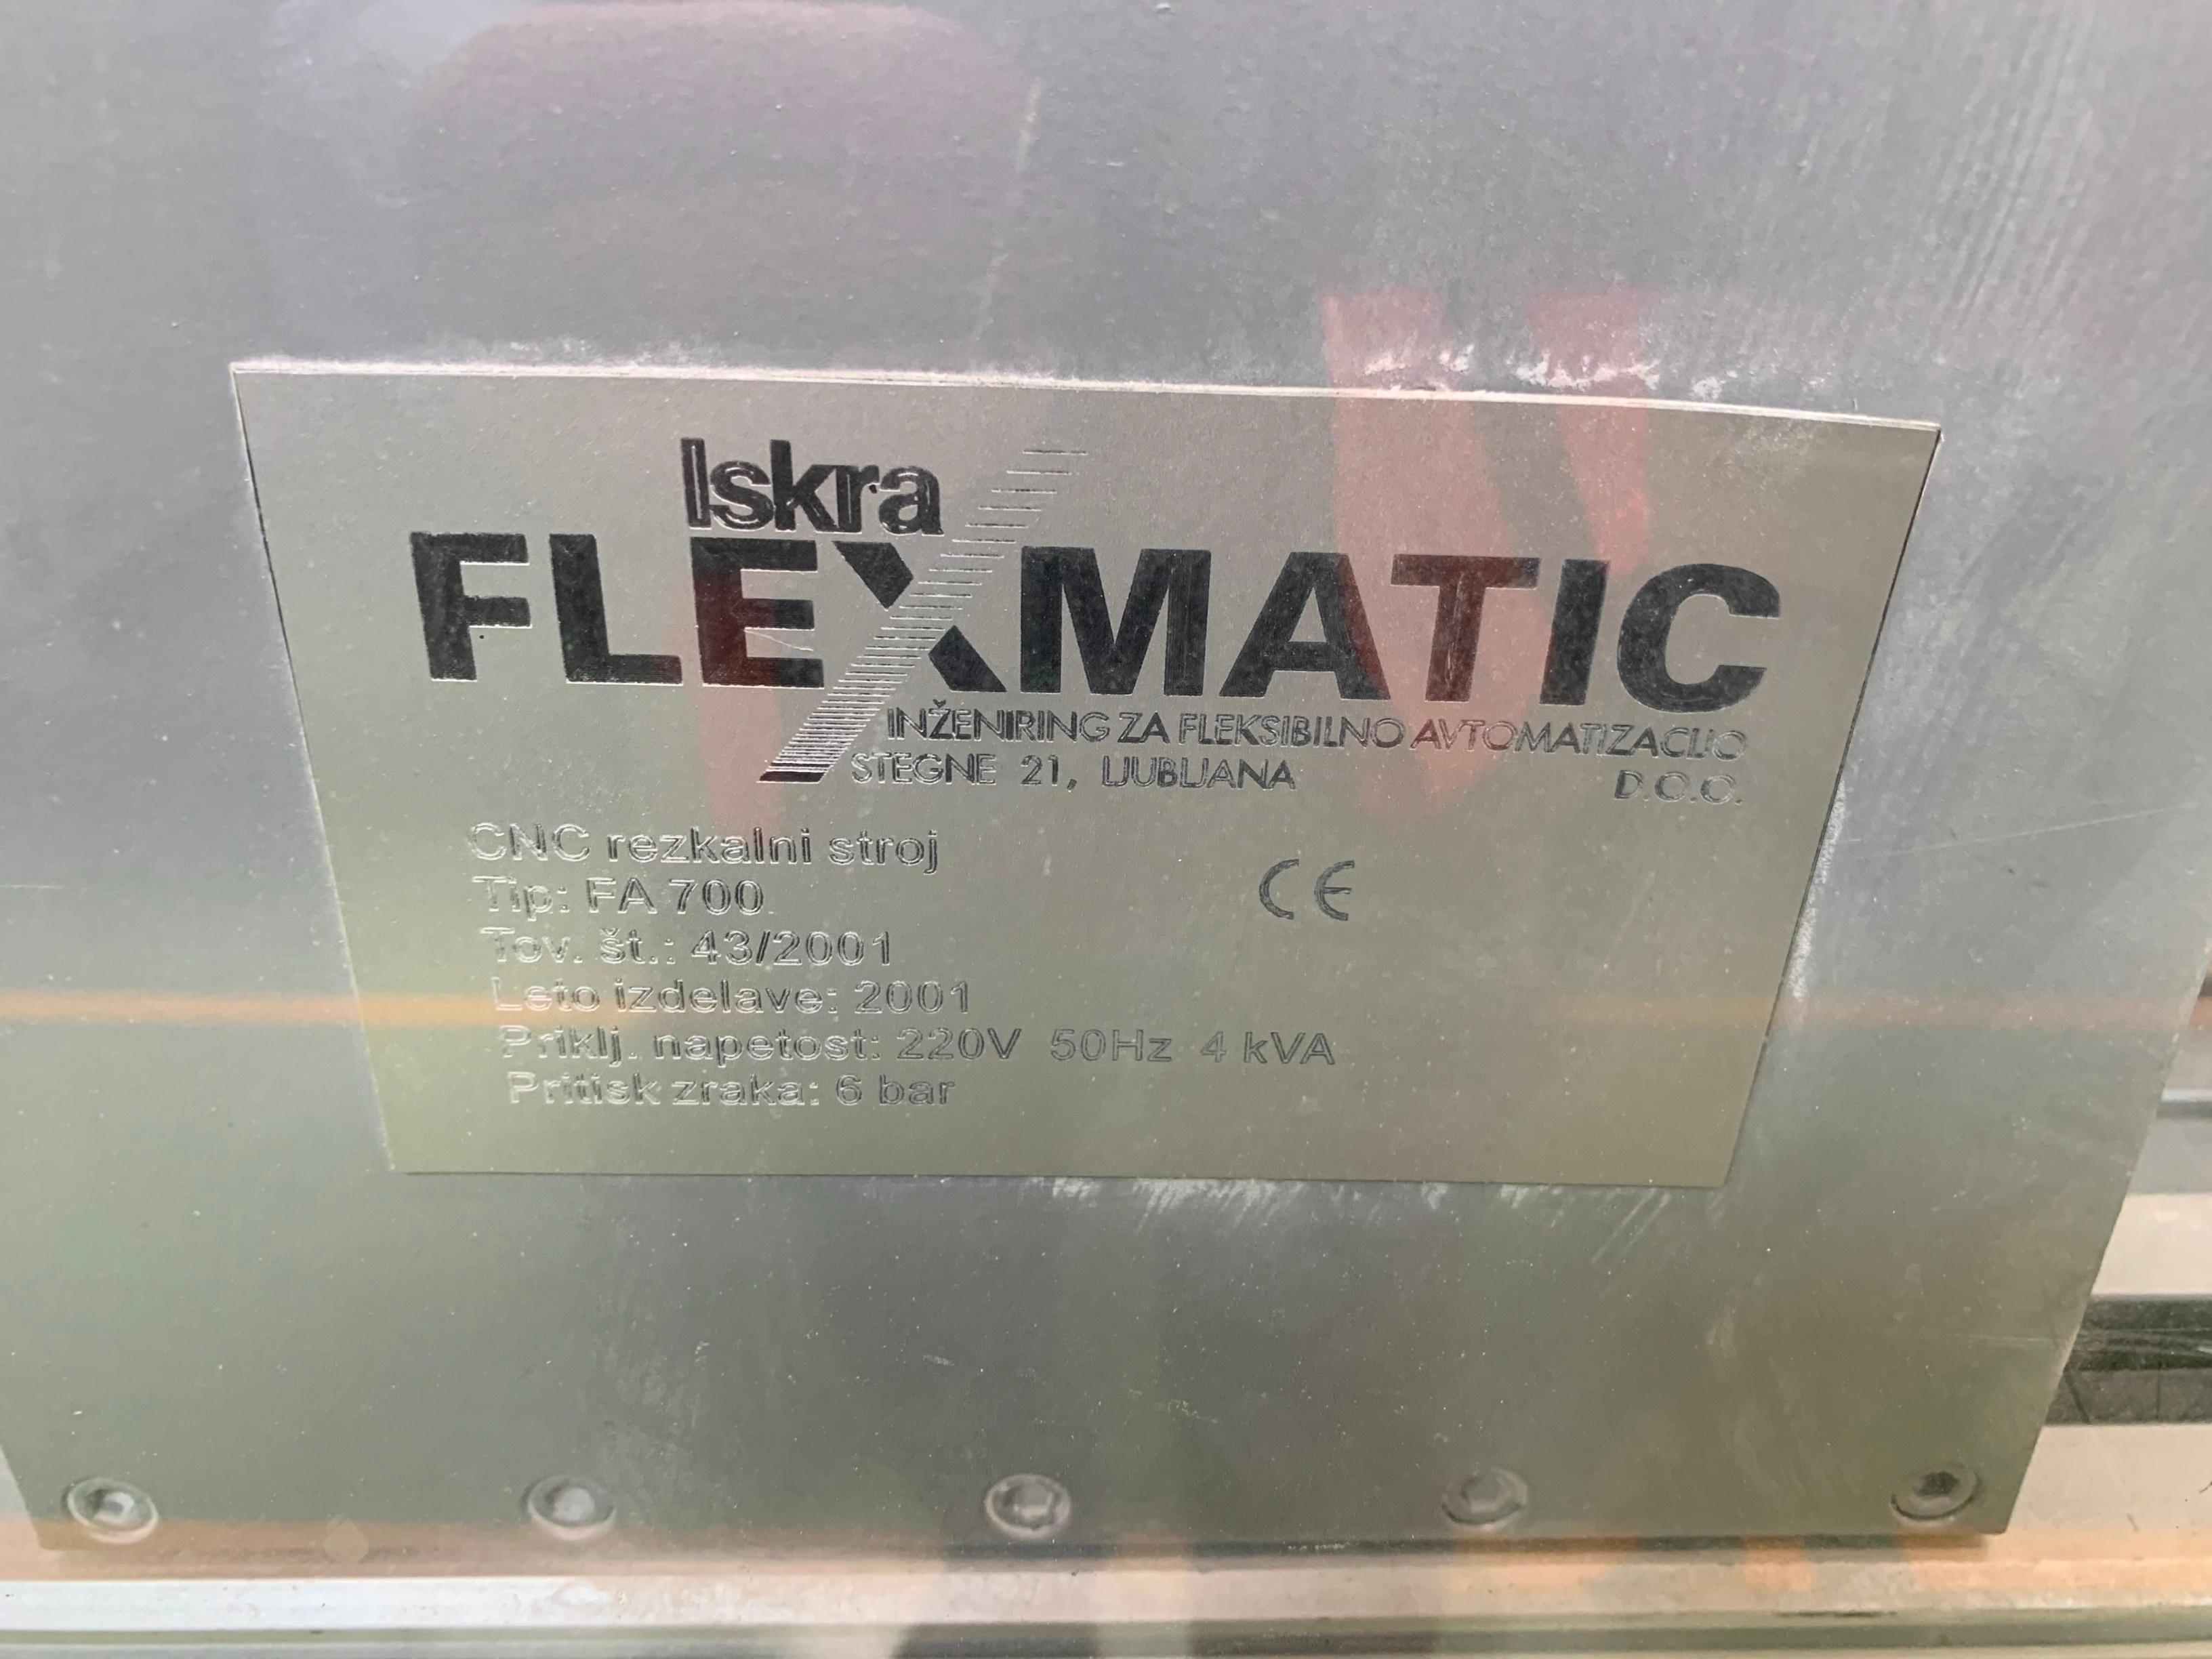 Iskra
FLEXMATIC
INŽENIRING ZA FLEKSIBILNO AVTOMATIZACIJO
STEGNE 21, LJUBLJANA D.O.O.
CNC rezkalni stroj
CE
Tip: FA 700
Tov. št.: 43/2001
Leto izdelave: 2001
Priklj. napetost: 220V 50Hz 4 kVA
Pritisk zraka: 6 bar